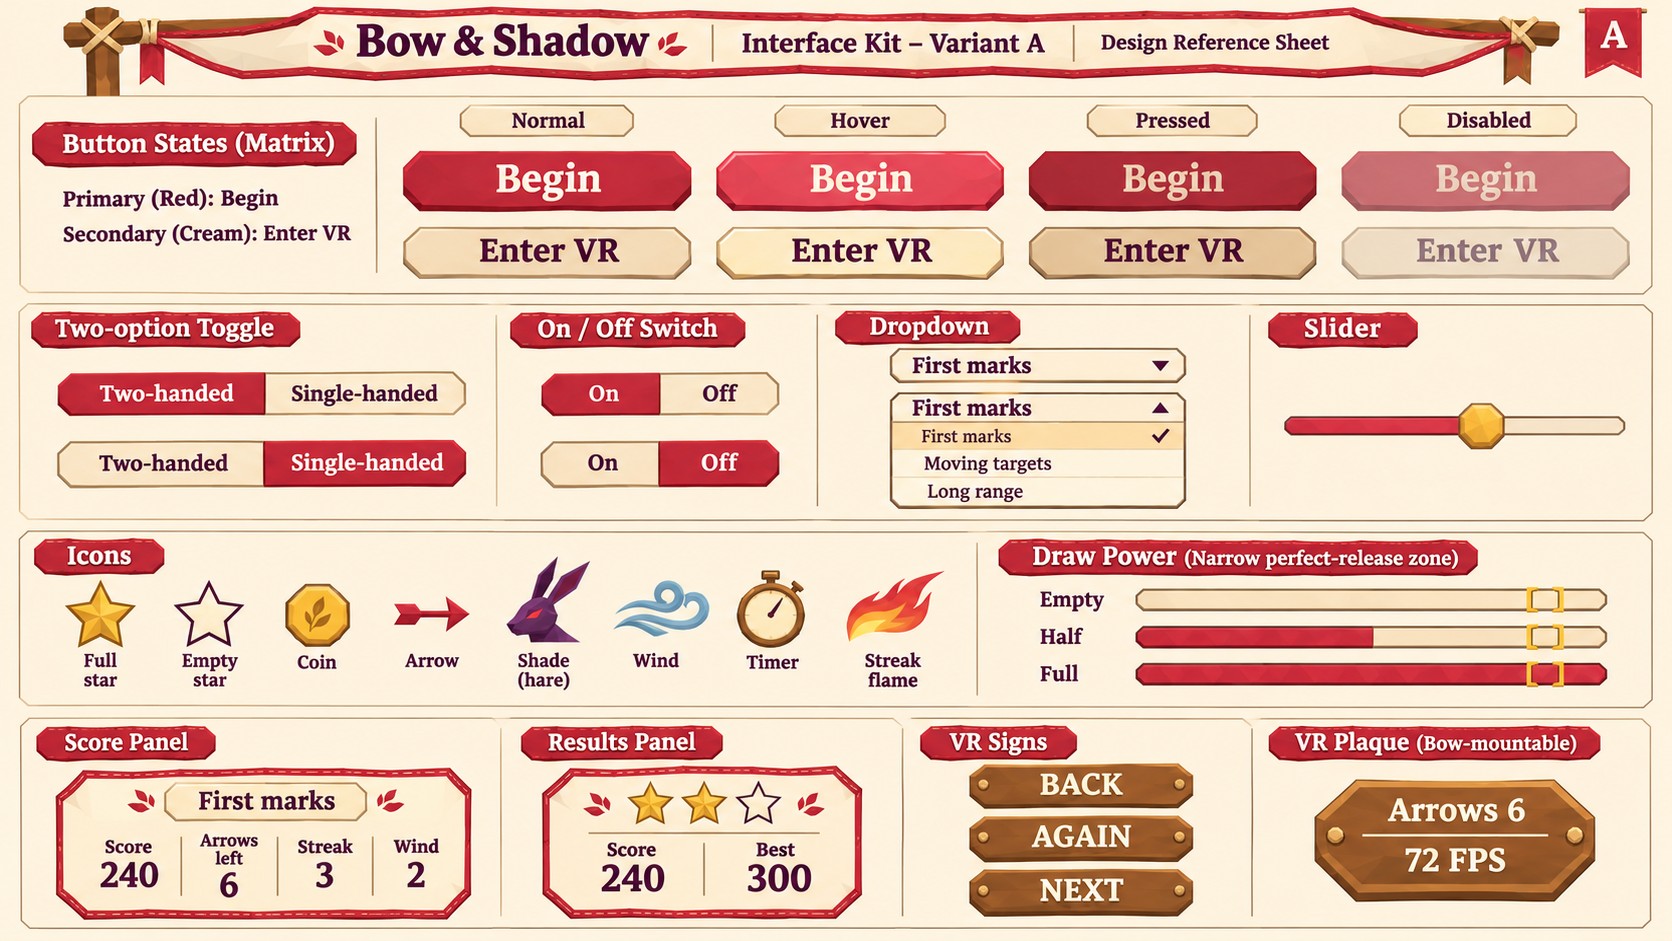 Bow & Shadow
Interface Kit – Variant A
Design Reference Sheet
A
Button States (Matrix)
Primary (Red): Begin
Secondary (Cream): Enter VR
Normal
Hover
Pressed
Disabled
Begin
Begin
Begin
Begin
Enter VR
Enter VR
Enter VR
Enter VR
Two-option Toggle
Two-handed
Single-handed
Two-handed
Single-handed
On / Off Switch
On
Off
On
Off
Dropdown
First marks
First marks
First marks
Moving targets
Long range
Slider
Icons
Full
star
Empty
star
Coin
Arrow
Shade
(hare)
Wind
Timer
Streak
flame
Draw Power (Narrow perfect-release zone)
Empty
Half
Full
Score Panel
First marks
Score
240
Arrows
left
6
Streak
3
Wind
2
Results Panel
Score
240
Best
300
VR Signs
BACK
AGAIN
NEXT
VR Plaque (Bow-mountable)
Arrows 6
72 FPS